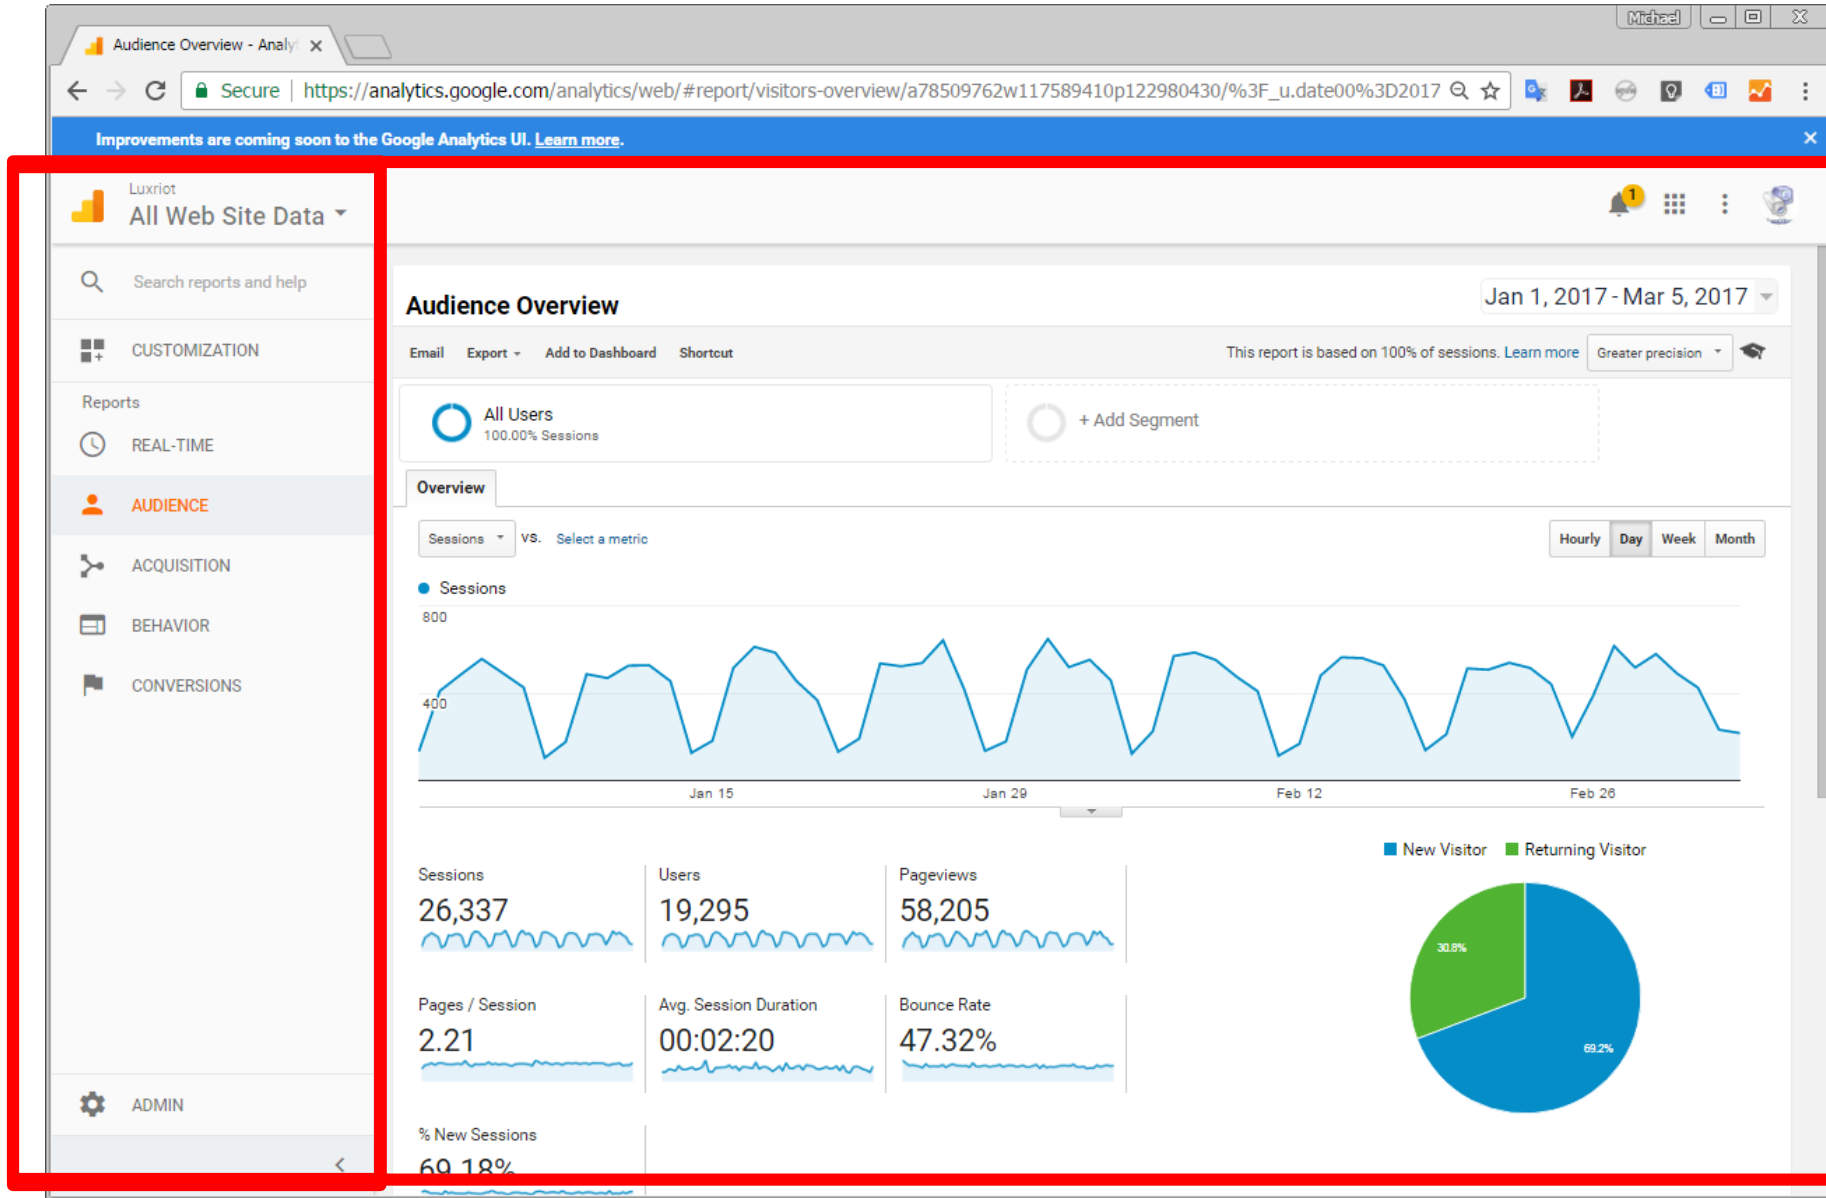 Michael
Audience Overview - Analy
Secure | https://analytics.google.com/analytics/web/#report/visitors-overview/a78509762w117589410p122980430/%3F_u.date00%3D2017
Improvements are coming soon to the Google Analytics UI. Learn more.
Luxriot
All Web Site Data
1
Search reports and help
CUSTOMIZATION
Reports
REAL-TIME
AUDIENCE
ACQUISITION
BEHAVIOR
CONVERSIONS
ADMIN
Audience Overview
Jan 1, 2017 - Mar 5, 2017
Email Export Add to Dashboard Shortcut
This report is based on 100% of sessions. Learn more Greater precision
All Users
100.00% Sessions
+ Add Segment
Overview
Sessions VS. Select a metric
Hourly Day Week Month
Sessions
800
400
Jan 15 Jan 29 Feb 12 Feb 26
New Visitor Returning Visitor
Sessions Users Pageviews
26,337 19,295 58,205
30.8%
Pages / Session Avg. Session Duration Bounce Rate
2.21 00:02:20 47.32%
69.2%
% New Sessions
69.18%